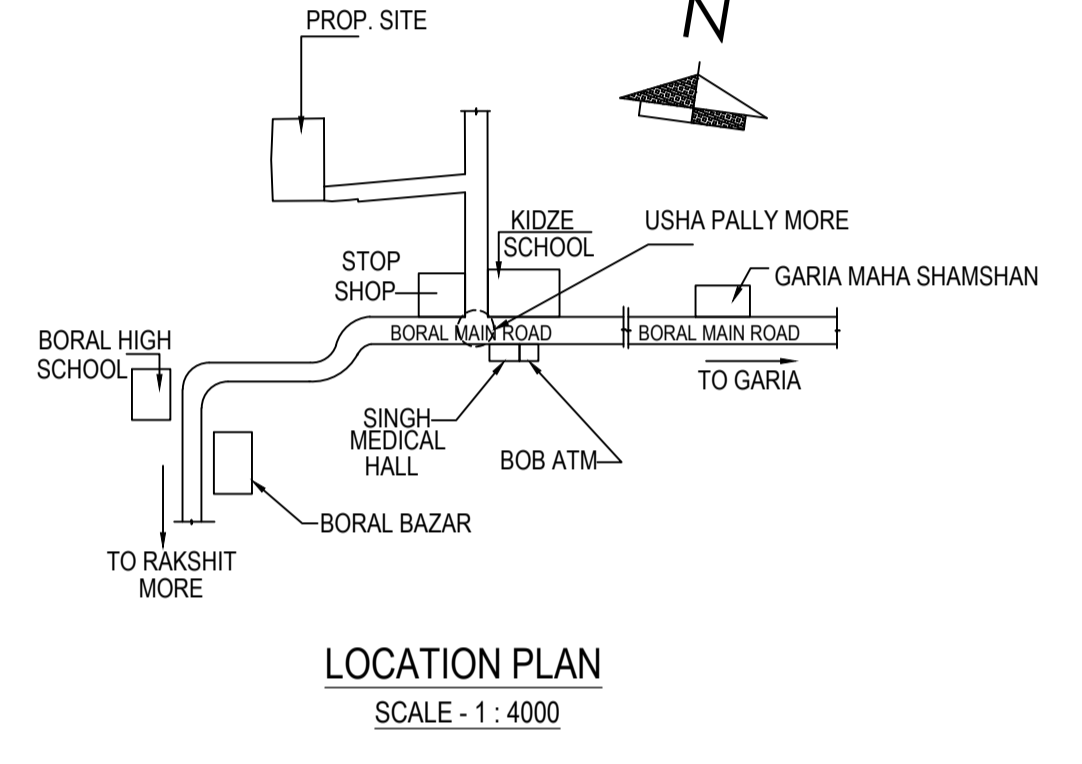 PROP. SITE
N
KIDZE
SCHOOL
USHA PALLY MORE
STOP
SHOP
GARIA MAHA SHAMSHAN
BORAL MAIN ROAD
BORAL MAIN ROAD
BORAL HIGH
SCHOOL
TO GARIA
SINGH
MEDICAL
HALL
BOB ATM
BORAL BAZAR
TO RAKSHIT
MORE
LOCATION PLAN
SCALE - 1 : 4000